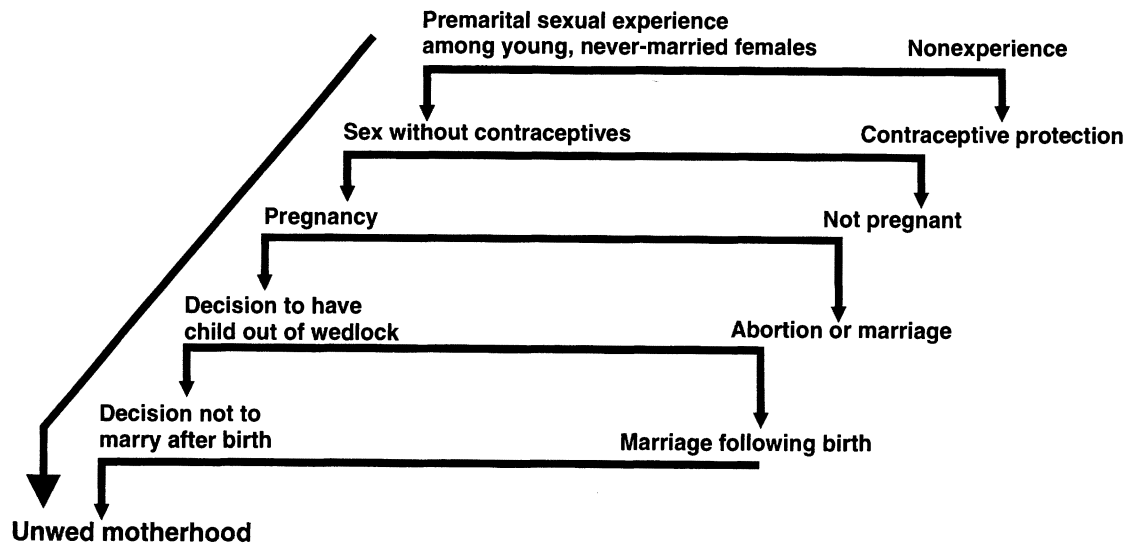 Premarital sexual experience
among young, never-married females
Nonexperience
Sex without contraceptives
Contraceptive protection
Pregnancy
Not pregnant
Decision to have
child out of wedlock
Abortion or marriage
Decision not to
marry after birth
Marriage following birth
Unwed motherhood